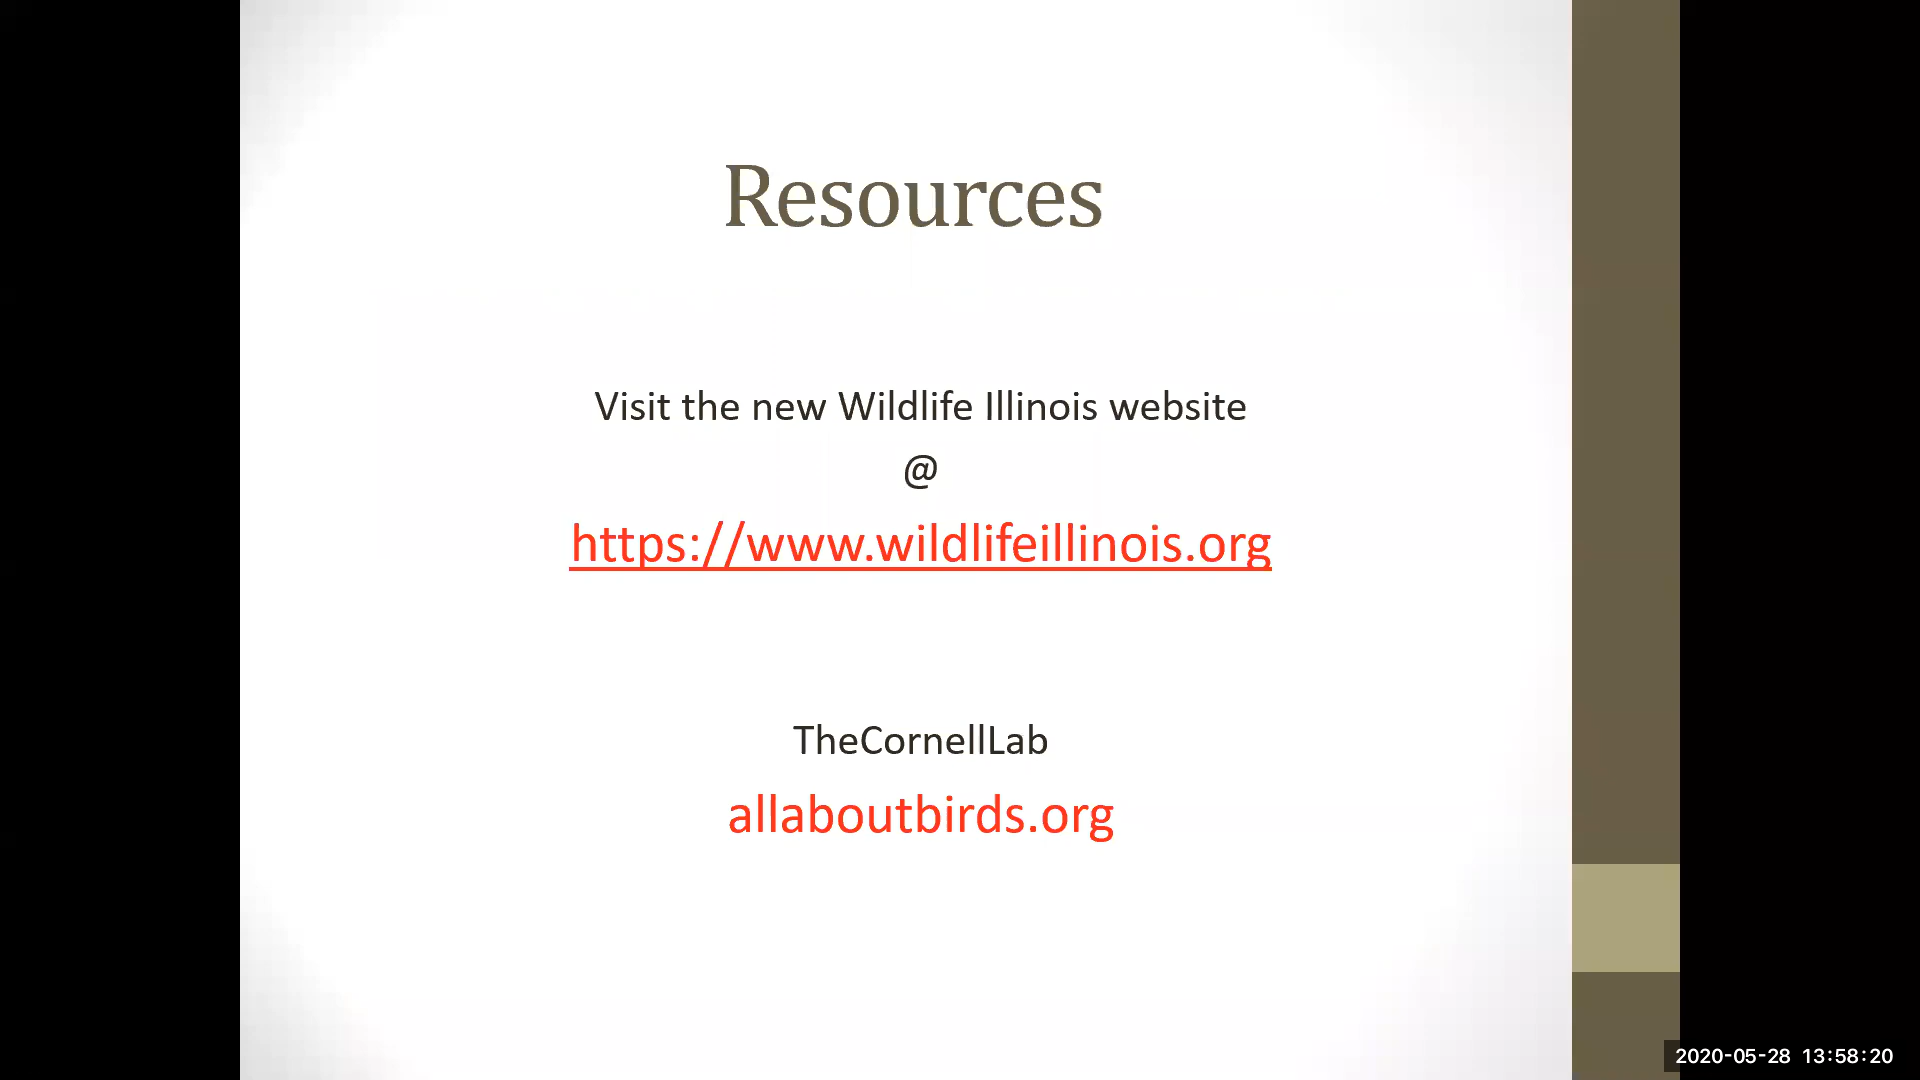 Resources
Visit the new Wildlife Illinois website
@
https://www.wildlifeillinois.org
TheCornellLab
allaboutbirds.org
2020-05-28 13:58:20